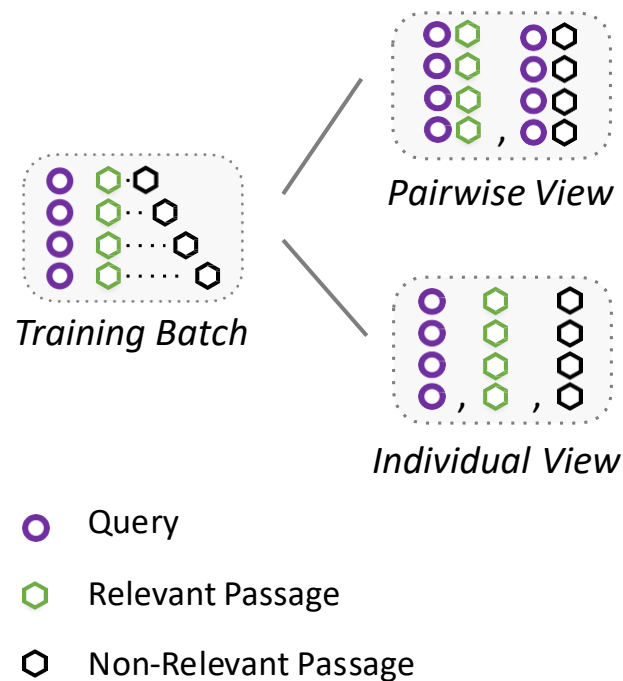 ,
Pairwise View
Training Batch
, ,
Individual View
Query
Relevant Passage
Non-Relevant Passage